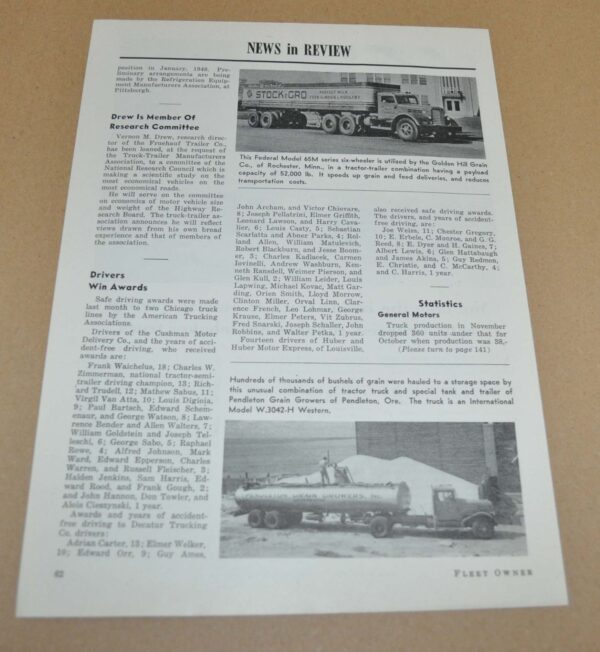 NEWS in REVIEW
position in January, 1948. Pre-
liminary arrangements are being
made by the Refrigeration Equip-
ment Manufacturers Association, at
Pittsburgh.
Drew Is Member Of
Research Committee
Vernon M. Drew, research direc-
tor of the Fruehauf Trailer Co.,
has been loaned, at the request of
the Truck-Trailer Manufacturers
Association, to a committee of the
National Research Council which is
making a scientific study on the
most economical vehicles on the
most economical roads.
He will serve on the committee
on economics of motor vehicle size
and weight of the Highway Re-
search Board. The truck-trailer as-
sociation announces he will reflect
views drawn from his own broad
experience and that of members of
the association.
Drivers
Win Awards
Safe driving awards were made
last month to two Chicago truck
lines by the American Trucking
Associations.
Drivers of the Cushman Motor
Delivery Co., and the years of acci-
dent-free driving, who received
awards are:
Frank Waichelus, 18; Charles W.
Zimmerman, national tractor-semi-
trailer driving champion, 13; Rich-
ard Trudell, 12; Mathew Sabus, 11;
Virgil Van Atta, 10; Louis Digioja,
9; Paul Bartsch, Edward Schem-
enaur, and George Watson, 8; Law-
rence Bender and Allen Walters, 7;
William Goldstein and Joseph Tel-
leschi, 6; George Sabo, 5; Raphael
Rowe, 4; Alfred Johnson, Mark
Ward, Edward Epperson, Charles
Warren, and Russell Fleischer, 3;
Halden Jenkins, Sam Harris, Ed-
ward Rood, and Frank Gough, 2;
and John Hannon, Don Towler, and
Alois Cieszynski, 1 year.
Awards and years of accident-
free driving to Decatur Trucking
Co. drivers:
Adrian Carter, 13; Elmer Welker,
10; Edward Orr, 9; Guy Ames,
STOCK-GRO
This Federal Model 65M series six-wheeler is utilized by the Golden Hill Grain
Co., of Rochester, Minn., in a tractor-trailer combination having a payload
capacity of 52,000 lb. It speeds up grain and feed deliveries, and reduces
transportation costs.
John Archam, and Victor Chievare,
8; Joseph Pellatrini, Elmer Griffith,
Leonard Lawson, and Harry Cava-
lier, 6; Louis Casty, 5; Sebastian
Scarlatta and Abner Parks, 4; Rol-
land Allen, William Matulevich,
Robert Blackburn, and Jesse Boom-
er, 3; Charles Kadlacek, Carmen
Iovinelli, Andrew Washburn, Ken-
neth Ransdell, Weimer Pierson, and
Glen Kull, 2; William Leider, Louis
Lapwing, Michael Kovac, Matt Gar-
ding, Orien Smith, Lloyd Morrow,
Clinton Miller, Orval Linn, Clar-
ence French, Leo Lohmar, George
Krauss, Elmer Peters, Vit Zubrus,
Fred Snarski, Joseph Schaller, John
Robbins, and Walter Petka, 1 year.
Fourteen drivers of Huber and
Huber Motor Express, of Louisville,
also received safe driving awards.
The drivers, and years of accident-
free driving, are:
Joe Weiss, 11; Chester Gregory,
10; E. Erbele, C. Monroe, and G. G.
Reed, 8; E. Dyer and H. Gaines, 7;
Albert Lewis, 6; Glen Hattabaugh
and James Akina, 5; Guy Redmon,
E. Christie, and C. McCarthy, 4;
and C. Harris, 1 year.
Statistics
General Motors
Truck production in November
dropped 360 units under that for
October when production was 38,-
(Please turn to page 141)
Hundreds of thousands of bushels of grain were hauled to a storage space by
this unusual combination of tractor truck and special tank and trailer of
Pendleton Grain Growers of Pendleton, Ore. The truck is an International
Model W.3042-H Western.
PENDLETON GRAIN GROWERS, INC.
62
FLEET OWNER